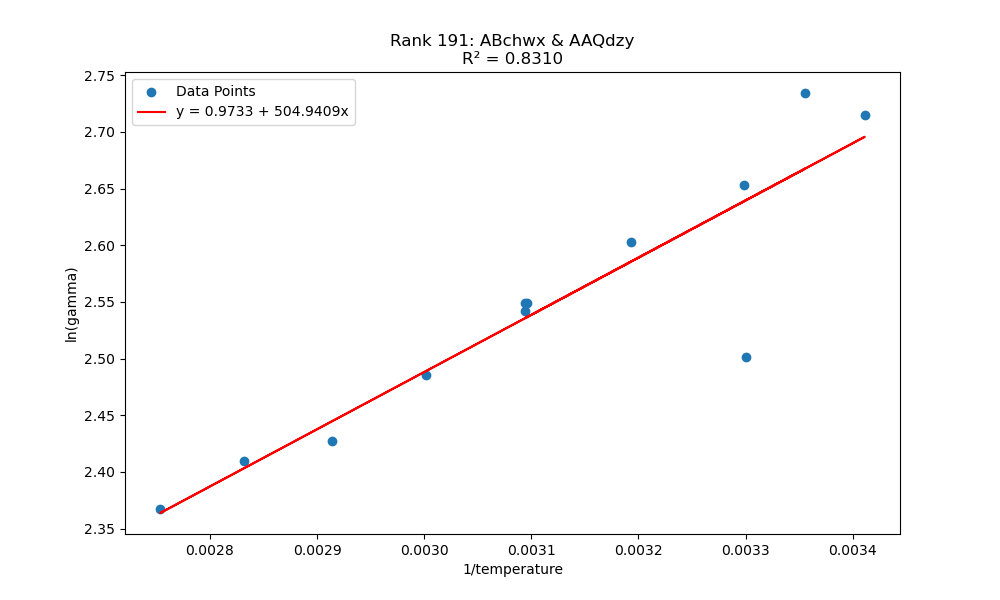 Rank 191: ABchwx & AAQdzy
R² = 0.8310
Data Points
y = 0.9733 + 504.9409x
2.75
2.70
2.65
2.60
2.55
2.50
2.45
2.40
2.35
ln(gamma)
0.0028 0.0029 0.0030 0.0031 0.0032 0.0033 0.0034
1/temperature